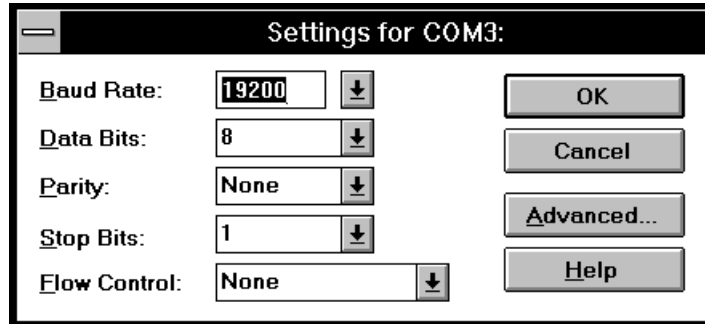 Settings for COM3:
Baud Rate: 19200 OK
Data Bits: 8 Cancel
Parity: None
Advanced...
Stop Bits: 1
Flow Control: None Help